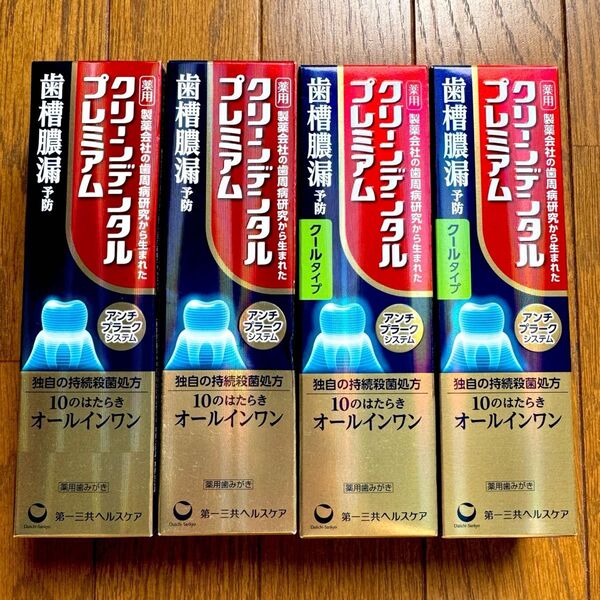 薬用
製薬会社の歯周病研究から生まれた
クリーンデンタル
プレミアム
歯槽膿漏
予防
アンチ
プラーク
システム
独自の持続殺菌処方
10のはたらき
オールインワン
薬用歯みがき
Daiichi-Sankyo
第一三共ヘルスケア
薬用
製薬会社の歯周病研究から生まれた
クリーンデンタル
プレミアム
歯槽膿漏
予防
アンチ
プラーク
システム
独自の持続殺菌処方
10のはたらき
オールインワン
薬用歯みがき
Daiichi-Sankyo
第一三共ヘルスケア
薬用
製薬会社の歯周病研究から生まれた
クリーンデンタル
プレミアム
歯槽膿漏
予防
クールタイプ
アンチ
プラーク
システム
独自の持続殺菌処方
10のはたらき
オールインワン
薬用歯みがき
Daiichi-Sankyo
第一三共ヘルスケア
薬用
製薬会社の歯周病研究から生まれた
クリーンデンタル
プレミアム
歯槽膿漏
予防
クールタイプ
アンチ
プラーク
システム
独自の持続殺菌処方
10のはたらき
オールインワン
薬用歯みがき
Daiichi-Sankyo
第一三共ヘルスケア